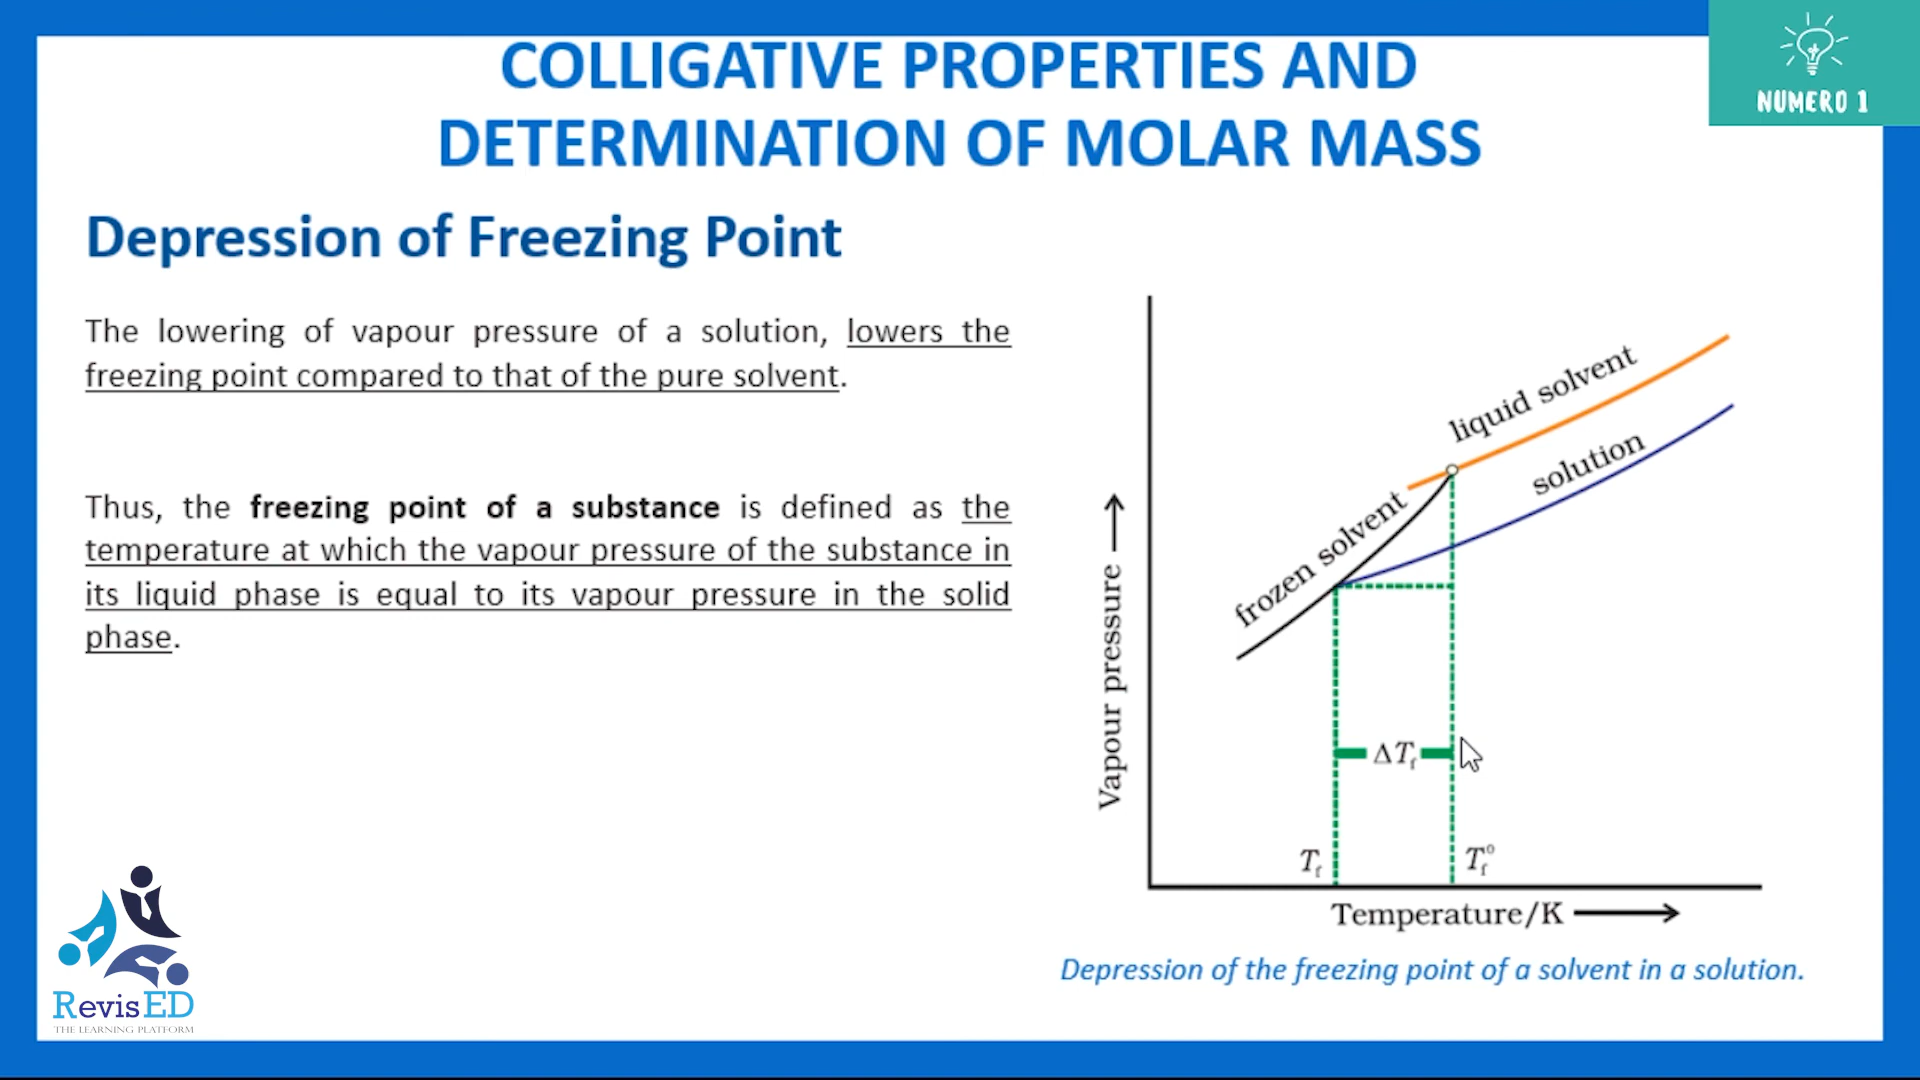 COLLIGATIVE PROPERTIES AND
DETERMINATION OF MOLAR MASS
NUMERO 1
Depression of Freezing Point
The lowering of vapour pressure of a solution, lowers the
freezing point compared to that of the pure solvent.
Thus, the freezing point of a substance is defined as the
temperature at which the vapour pressure of the substance in
its liquid phase is equal to its vapour pressure in the solid
phase.
liquid solvent
solution
frozen solvent
Vapour pressure
ΔT_f
T_f
T_f°
Temperature/K
Depression of the freezing point of a solvent in a solution.
RevisED
THE LEARNING PLATFORM